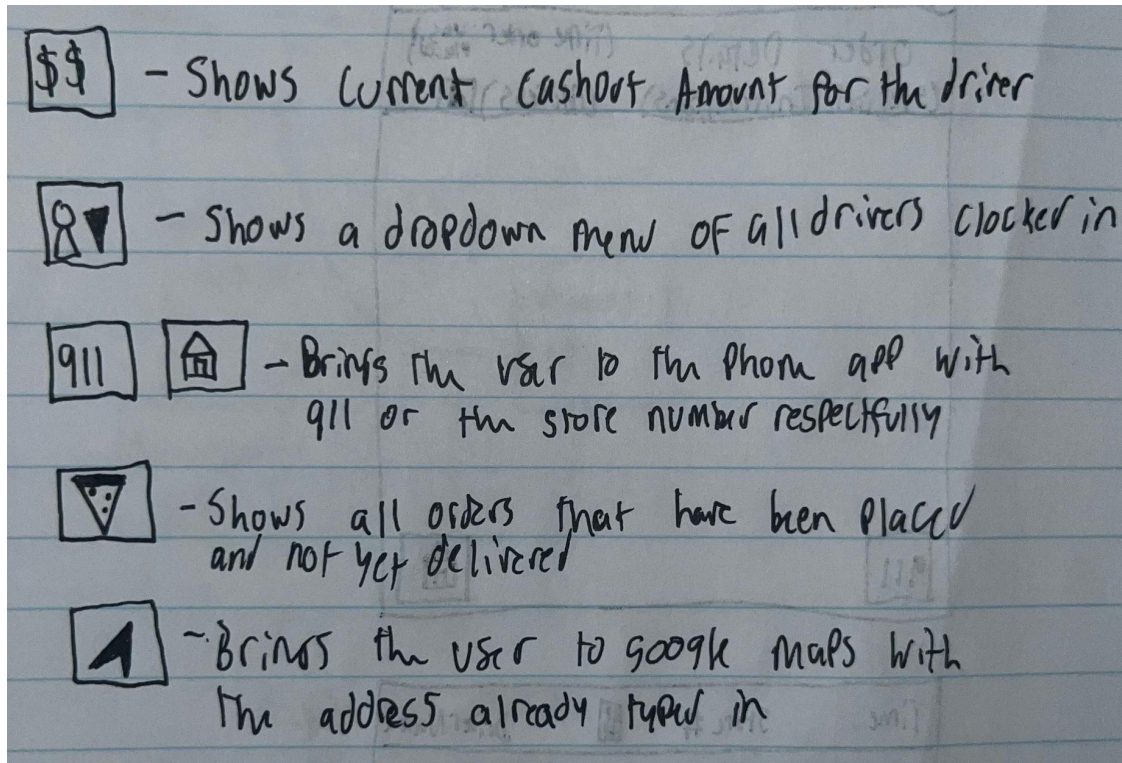 $$ - Shows Current Cashout Amount for the driver
- Shows a dropdown menu of all drivers clocked in
911 - Brings the user to the Phone app with
911 or the store number respectfully
- Shows all orders that have been placed
and not yet delivered
- Brings the user to google maps with
the address already typed in